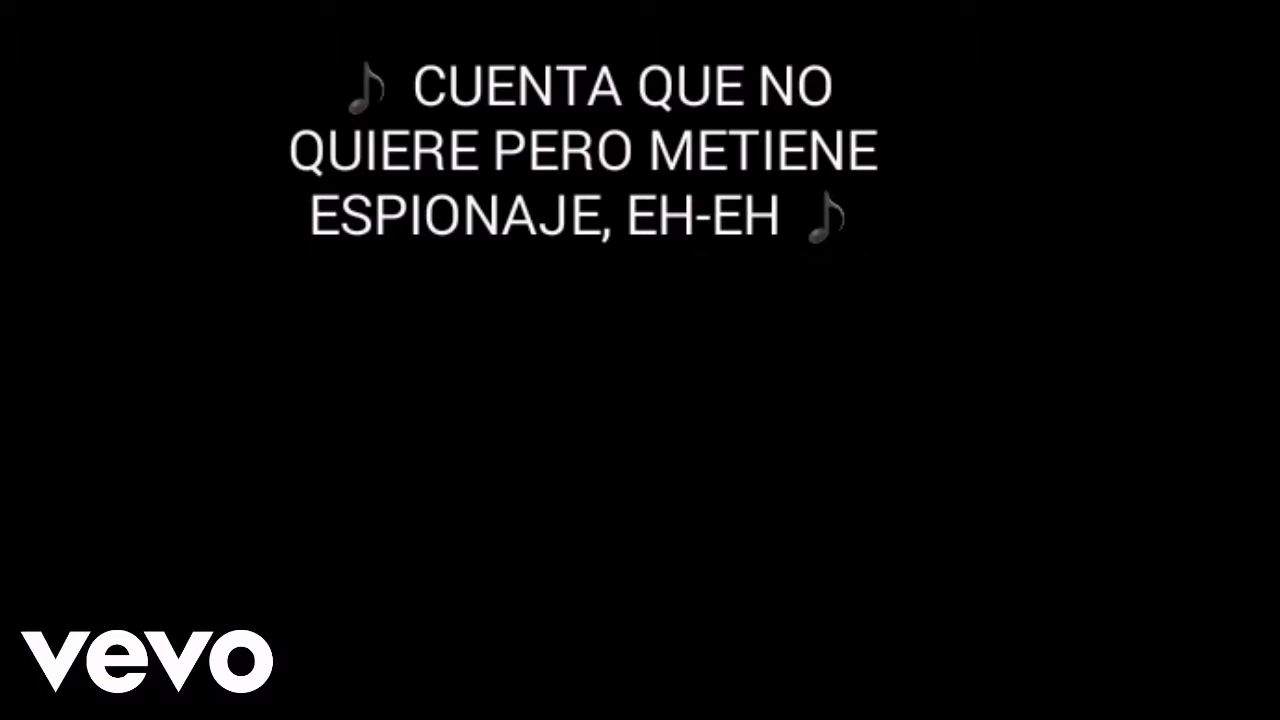 ♪ CUENTA QUE NO
QUIERE PERO METIENE
ESPIONAJE, EH-EH ♪
vevo